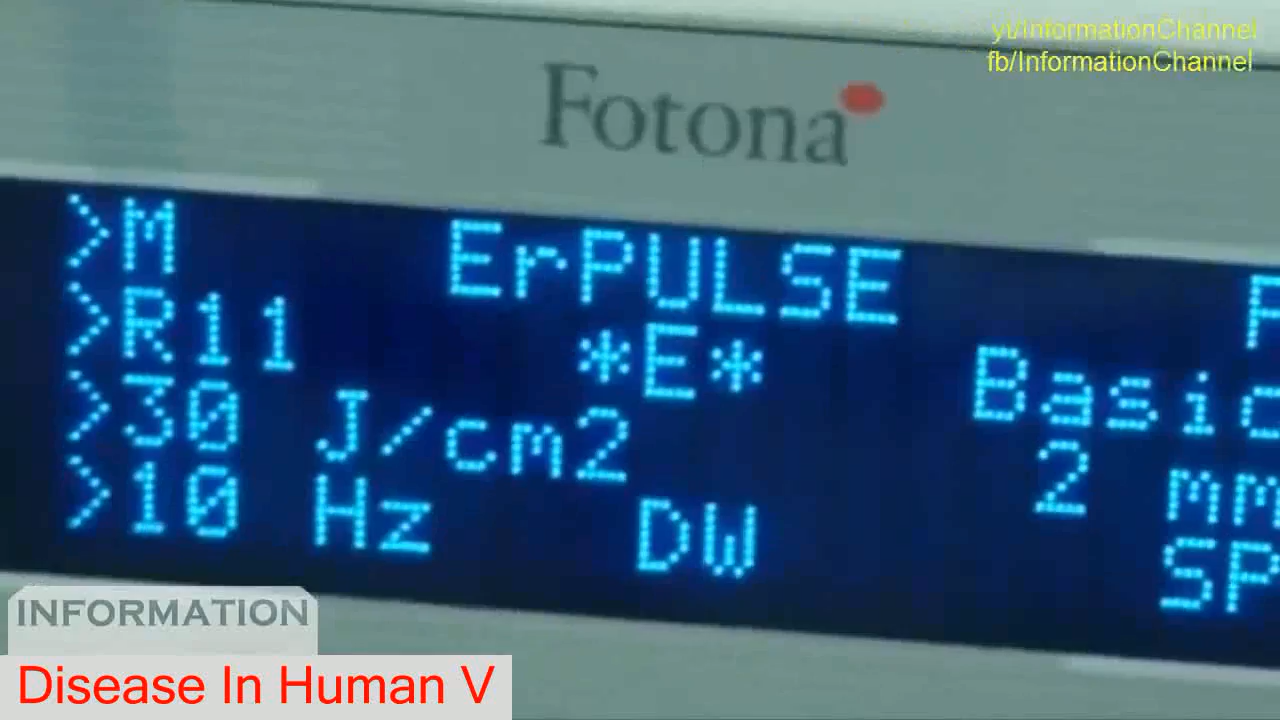 yt/InformationChannel
fb/InformationChannel
Fotona
>M ErPULSE
>R11 *E* Basic
>30 J/cm2 2 mm
>10 Hz DW SP
INFORMATION
Disease In Human V